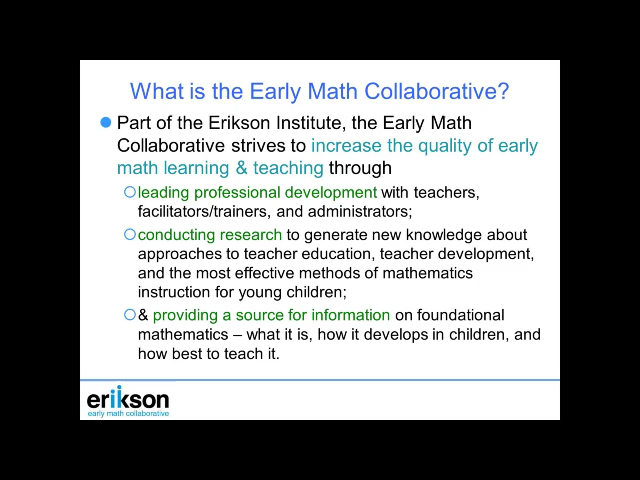 What is the Early Math Collaborative?
Part of the Erikson Institute, the Early Math
Collaborative strives to increase the quality of early
math learning & teaching through
leading professional development with teachers,
facilitators/trainers, and administrators;
conducting research to generate new knowledge about
approaches to teacher education, teacher development,
and the most effective methods of mathematics
instruction for young children;
& providing a source for information on foundational
mathematics – what it is, how it develops in children, and
how best to teach it.
erikson
early math collaborative